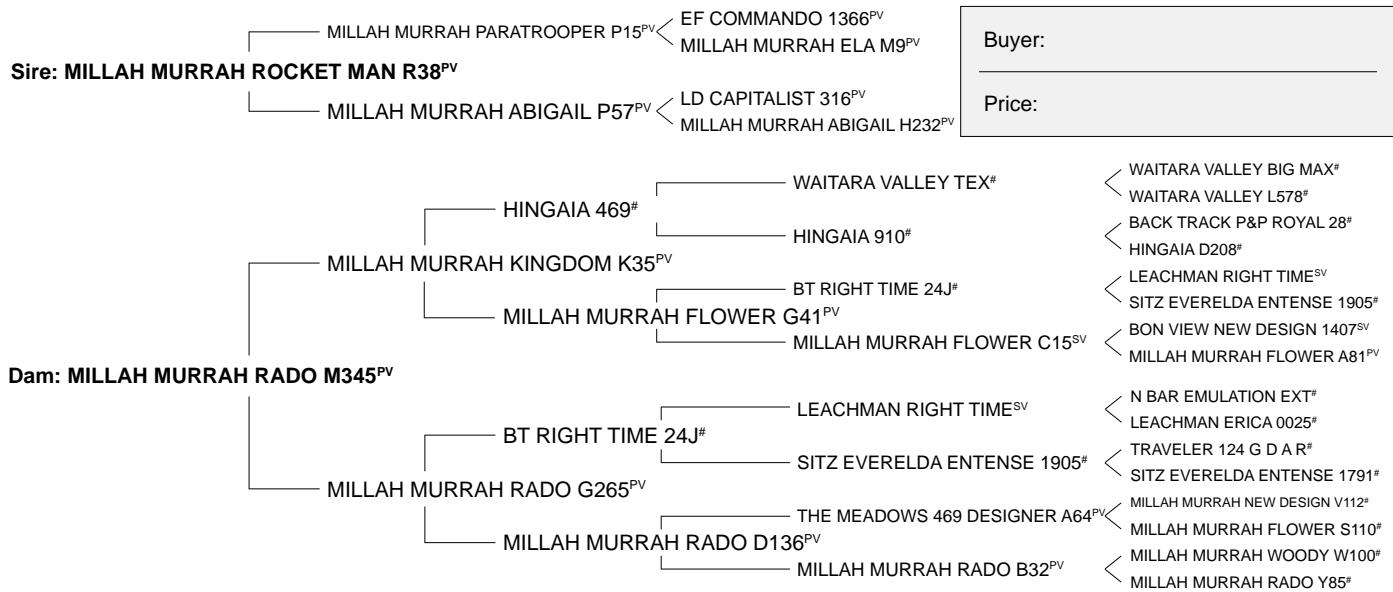 MILLAH MURRAH PARATROOPER P15PV
EF COMMANDO 1366PV
MILLAH MURRAH ELA M9PV
Sire: MILLAH MURRAH ROCKET MAN R38PV
MILLAH MURRAH ABIGAIL P57PV
LD CAPITALIST 316PV
MILLAH MURRAH ABIGAIL H232PV
Buyer:
Price:
WAITARA VALLEY TEX#
WAITARA VALLEY BIG MAX#
WAITARA VALLEY L578#
HINGAIA 469#
HINGAIA 910#
BACK TRACK P&P ROYAL 28#
HINGAIA D208#
MILLAH MURRAH KINGDOM K35PV
BT RIGHT TIME 24J#
LEACHMAN RIGHT TIMESV
SITZ EVERELDA ENTENSE 1905#
MILLAH MURRAH FLOWER G41PV
MILLAH MURRAH FLOWER C15SV
BON VIEW NEW DESIGN 1407SV
MILLAH MURRAH FLOWER A81PV
Dam: MILLAH MURRAH RADO M345PV
LEACHMAN RIGHT TIMESV
N BAR EMULATION EXT#
LEACHMAN ERICA 0025#
BT RIGHT TIME 24J#
SITZ EVERELDA ENTENSE 1905#
TRAVELER 124 G D A R#
SITZ EVERELDA ENTENSE 1791#
MILLAH MURRAH RADO G265PV
THE MEADOWS 469 DESIGNER A64PV
MILLAH MURRAH NEW DESIGN V112#
MILLAH MURRAH FLOWER S110#
MILLAH MURRAH RADO D136PV
MILLAH MURRAH RADO B32PV
MILLAH MURRAH WOODY W100#
MILLAH MURRAH RADO Y85#